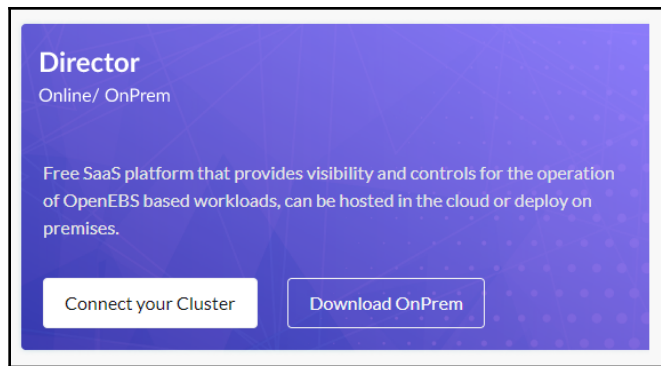 Director
Online/ OnPrem
Free SaaS platform that provides visibility and controls for the operation
of OpenEBS based workloads, can be hosted in the cloud or deploy on
premises.
Connect your Cluster
Download OnPrem